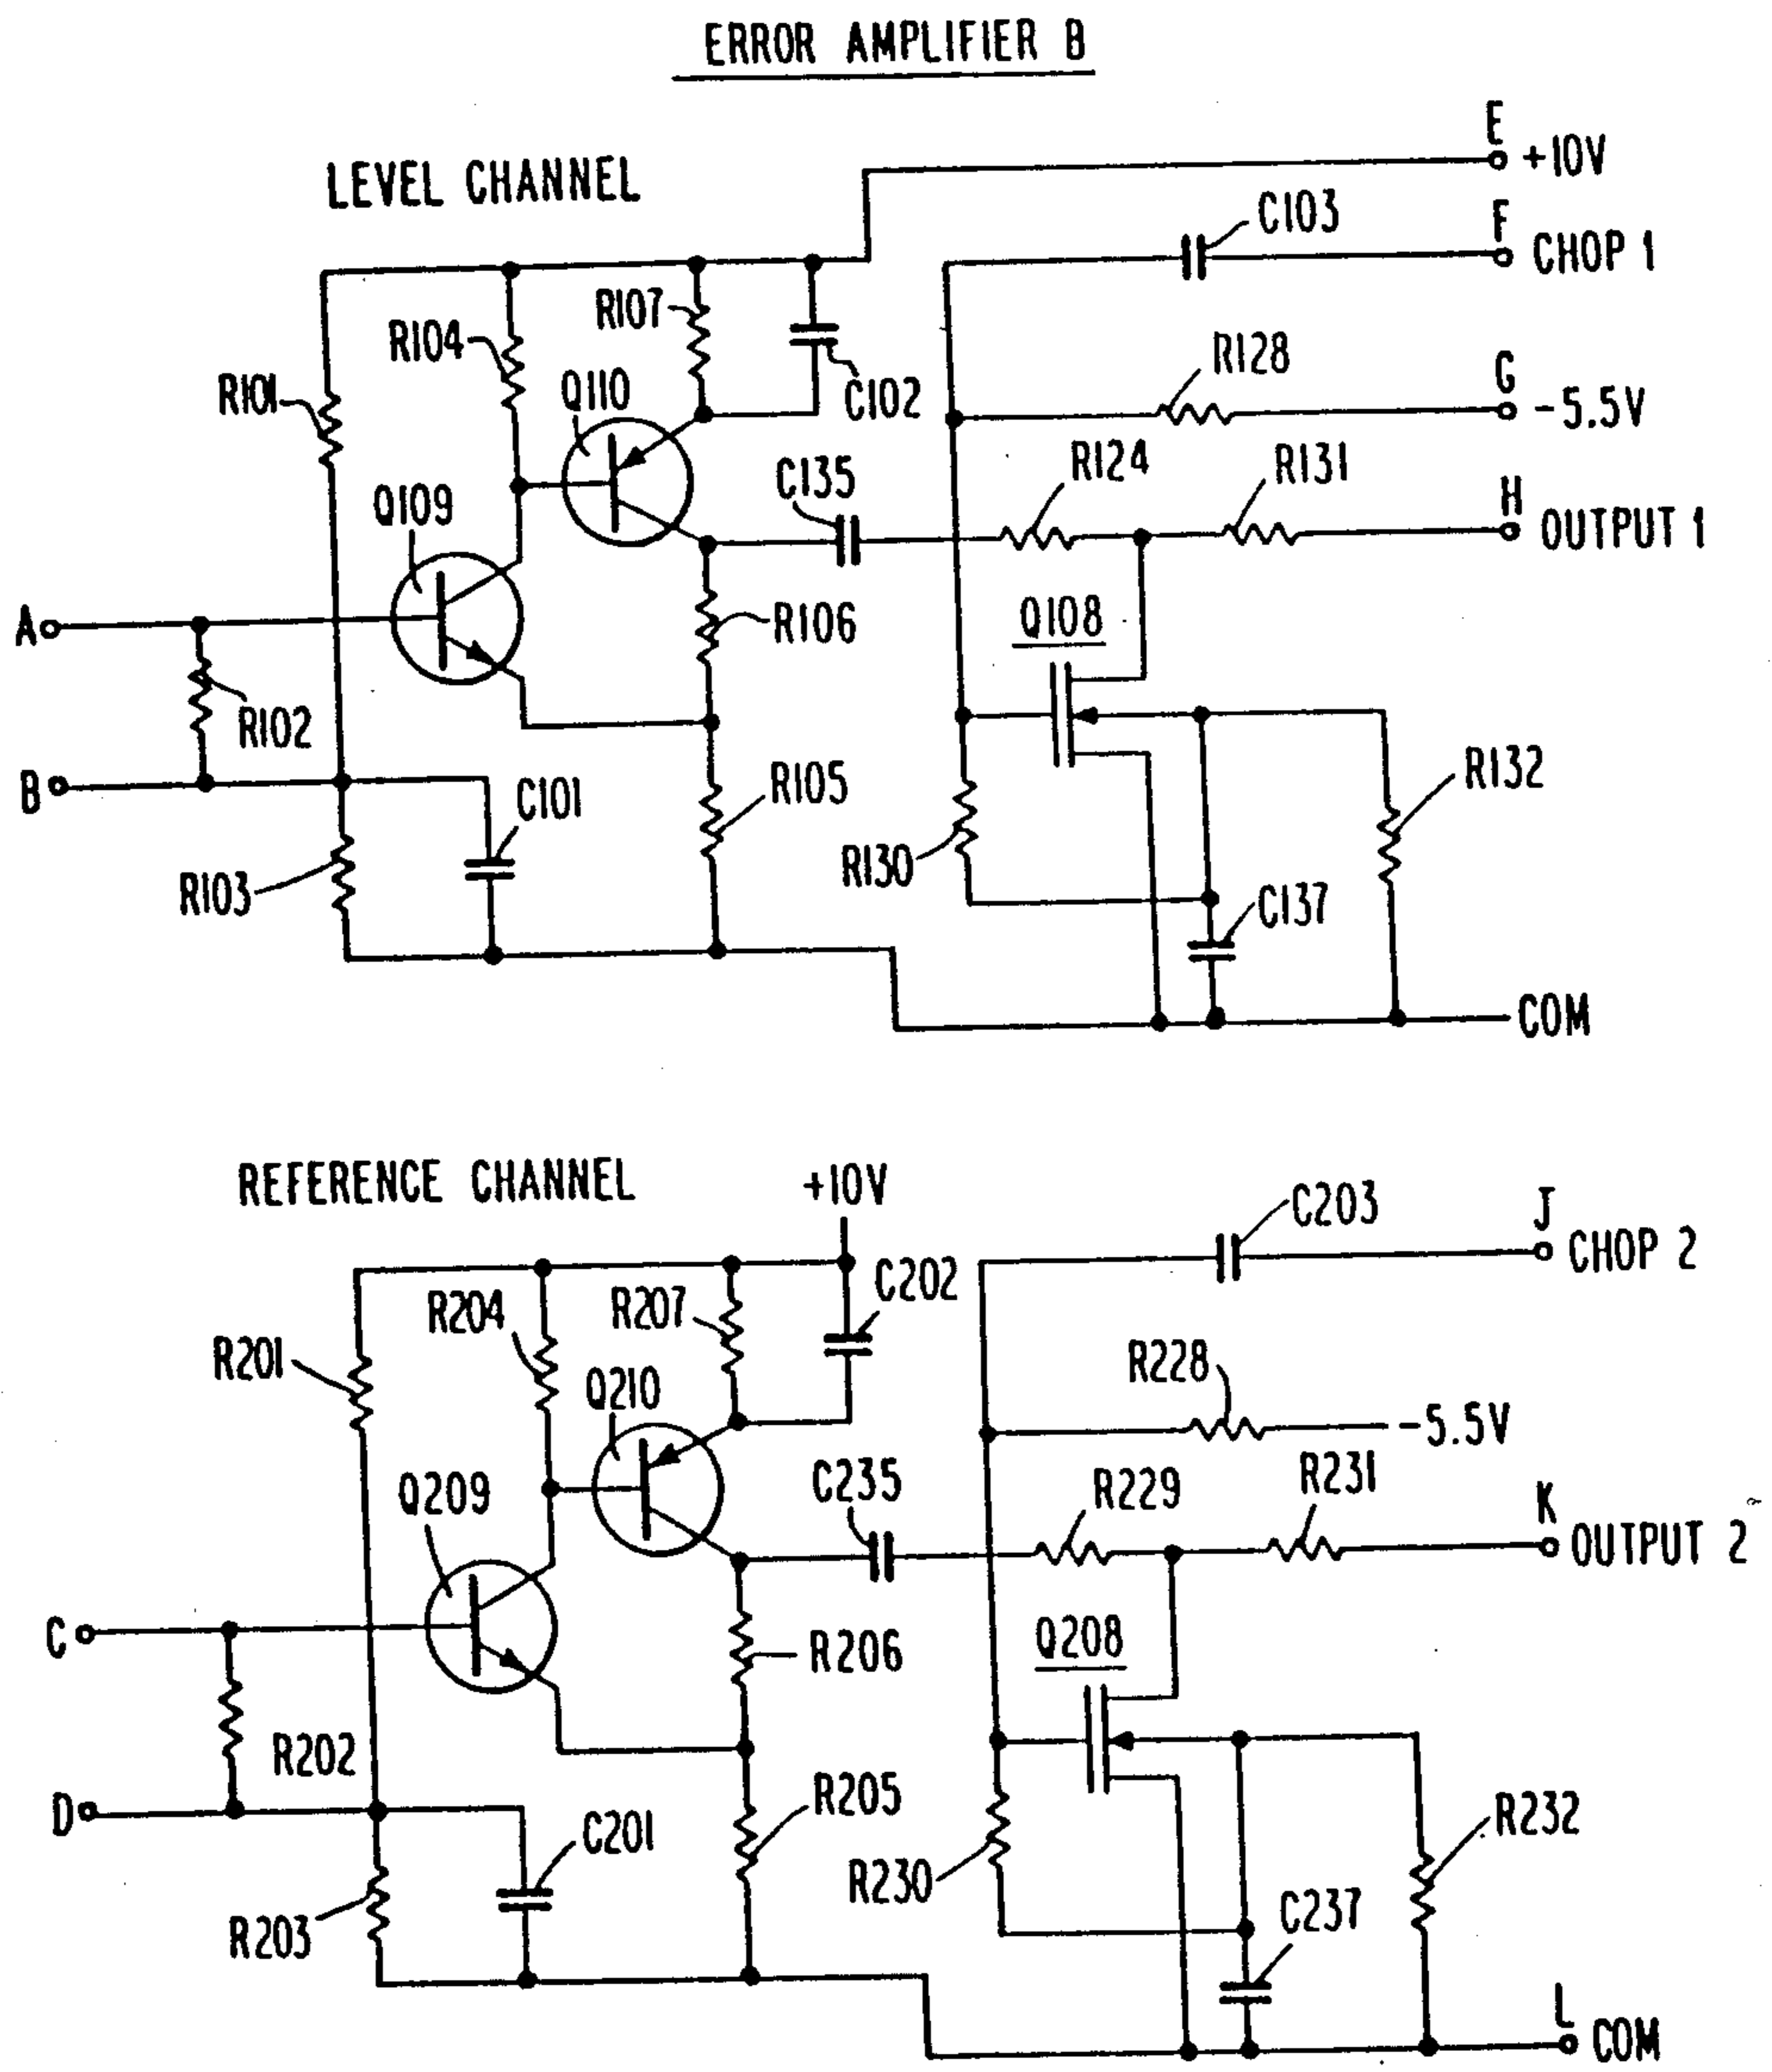 ERROR AMPLIFIER B
LEVEL CHANNEL
E
+10V
C103
F
CHOP 1
R107
R104
R128
G
-5.5V
R101
Q110
C102
R124
R131
H
OUTPUT 1
C135
Q109
A
R106
Q108
R102
B
C101
R105
R132
R103
R130
C137
COM
REFERENCE CHANNEL
+10V
C203
J
CHOP 2
C202
R204
R207
R201
R228
-5.5V
Q210
Q209
C235
R229
R231
K
OUTPUT 2
C
R206
Q208
R202
D
C201
R205
R232
R203
R230
C237
L
COM